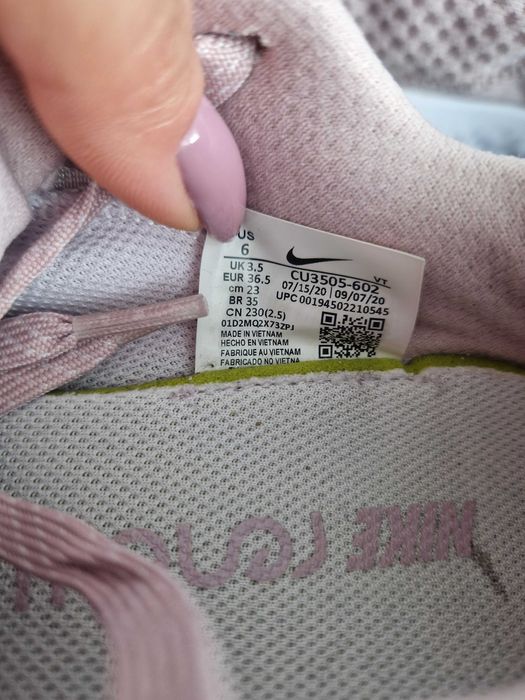 US
6
UK 3.5
EUR 36.5
cm 23
BR 35
CN 230(2.5)
01D2MQ2X73ZPJ
MADE IN VIETNAM
HECHO EN VIETNAM
FABRIQUE AU VIETNAM
FABRICADO NO VIETNA
CU3505-602
VT
07/15/20 | 09/07/20
UPC 00194502210545
NIKE